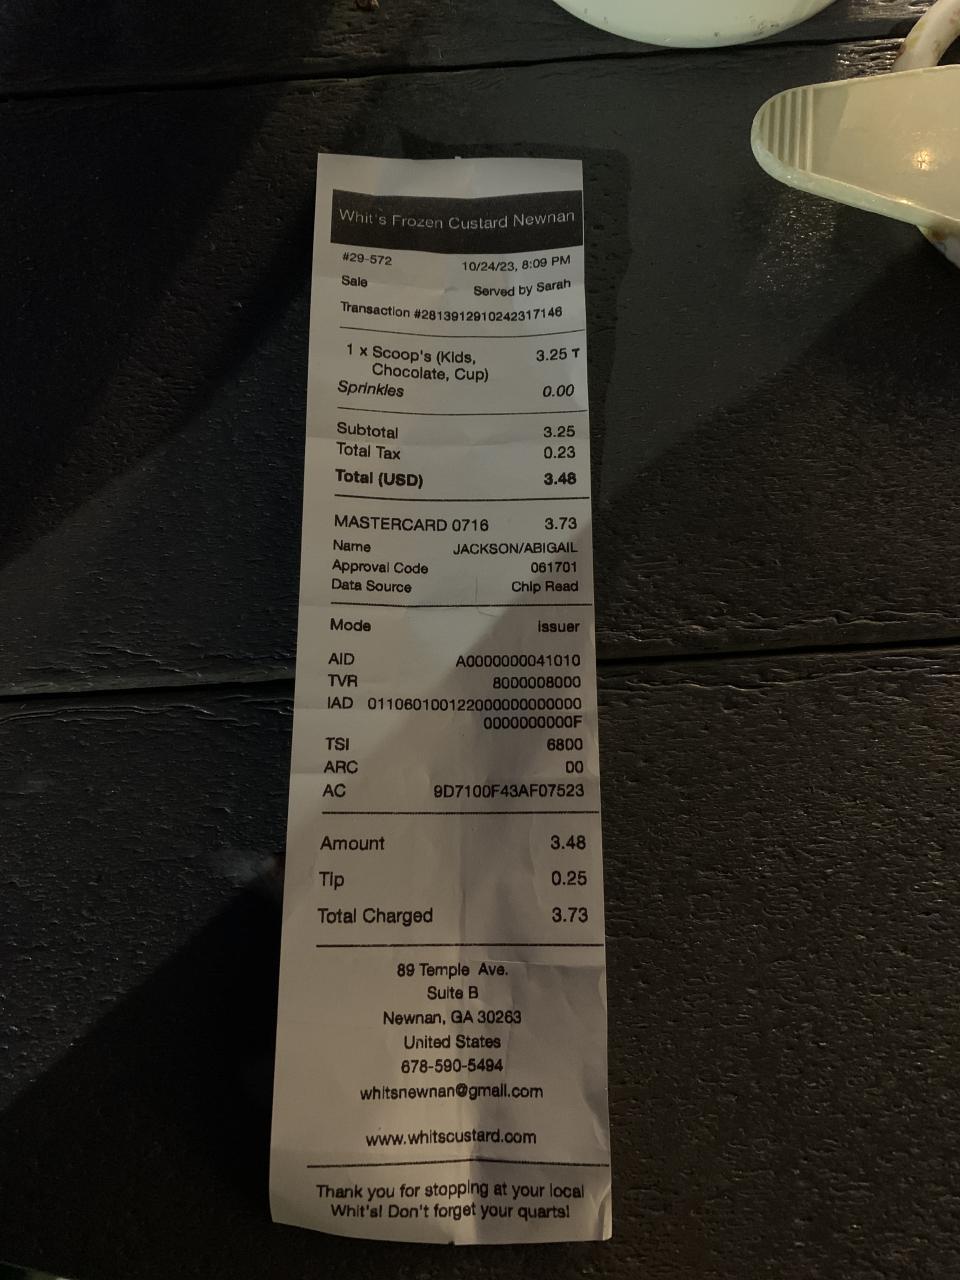 Whit's Frozen Custard Newnan
#29-572 10/24/23, 8:09 PM
Sale Served by Sarah
Transaction #2813912910242317146
1 x Scoop's (Kids, 3.25 T
Chocolate, Cup)
Sprinkles 0.00
Subtotal 3.25
Total Tax 0.23
Total (USD) 3.48
MASTERCARD 0716 3.73
Name JACKSON/ABIGAIL
Approval Code 061701
Data Source Chip Read
Mode Issuer
AID A0000000041010
TVR 8000008000
IAD 0110601001220000000000000
0000000000F
TSI 6800
ARC 00
AC 9D7100F43AF07523
Amount 3.48
Tip 0.25
Total Charged 3.73
89 Temple Ave.
Suite B
Newnan, GA 30263
United States
678-590-5494
whitsnewnan@gmail.com
www.whitscustard.com
Thank you for stopping at your local
Whit's! Don't forget your quarts!